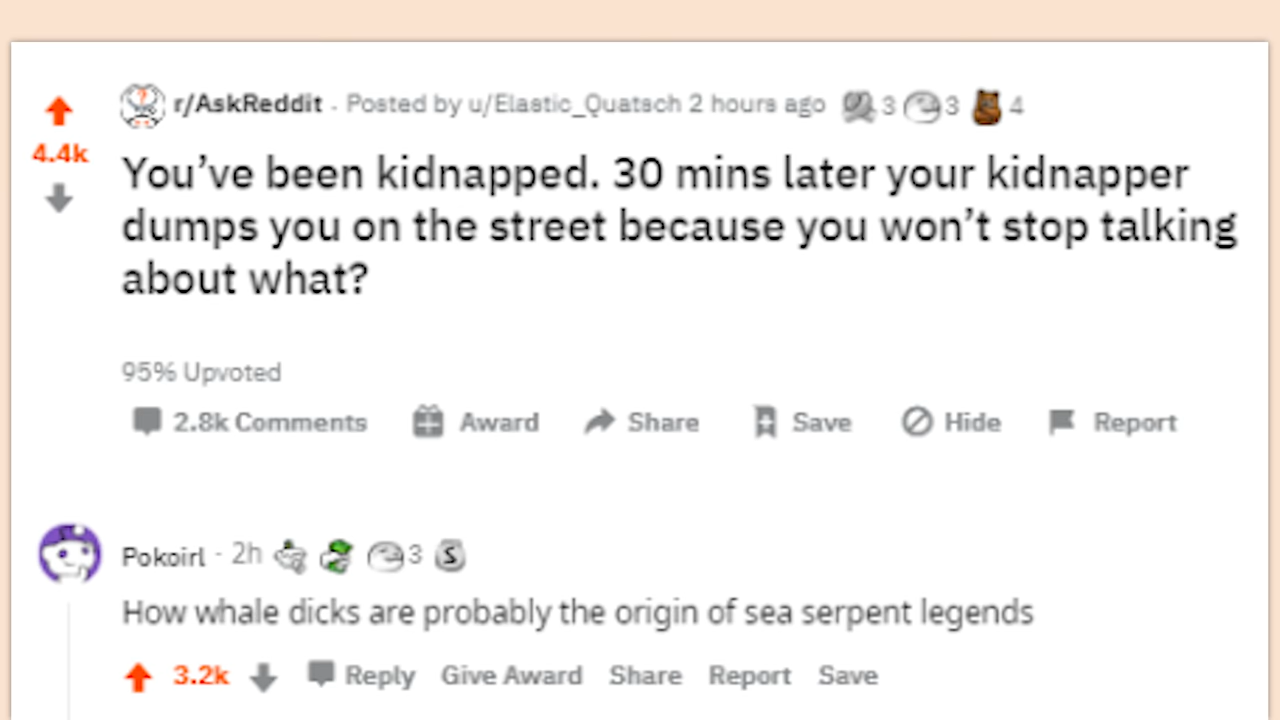 r/AskReddit - Posted by u/Elastic_Quatsch 2 hours ago 3 3 4
4.4k
You've been kidnapped. 30 mins later your kidnapper
dumps you on the street because you won't stop talking
about what?
95% Upvoted
2.8k Comments Award Share Save Hide Report
Pokoirl · 2h 3 S
How whale dicks are probably the origin of sea serpent legends
3.2k Reply Give Award Share Report Save